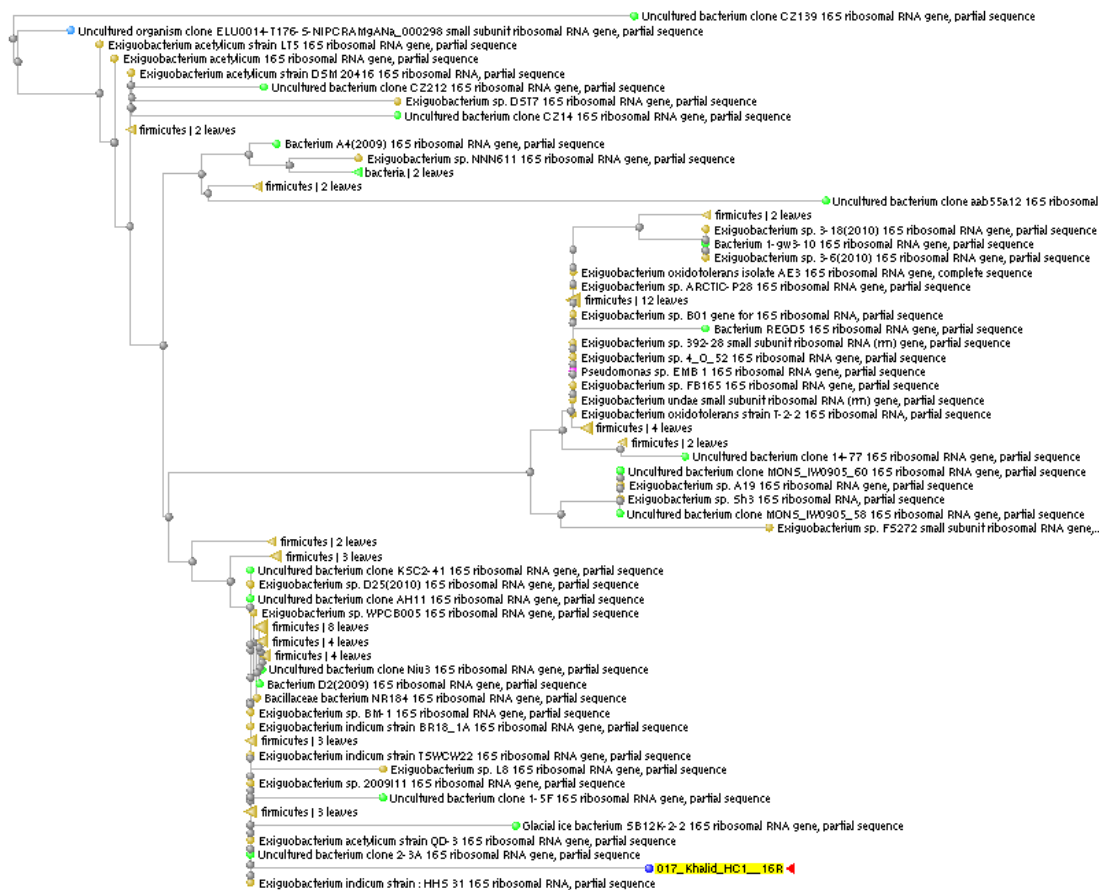 Uncultured bacterium clone CZ139 16S ribosomal RNA gene, partial sequence
Uncultured organism clone ELU0014-T176-S-NIPCRAMgANa_000298 small subunit ribosomal RNA gene, partial sequence
Exiguobacterium acetylicum strain LT5 16S ribosomal RNA gene, partial sequence
Exiguobacterium acetylicum 16S ribosomal RNA gene, partial sequence
Exiguobacterium acetylicum strain DSM 20416 16S ribosomal RNA, partial sequence
Uncultured bacterium clone CZ212 16S ribosomal RNA gene, partial sequence
Exiguobacterium sp. DST7 16S ribosomal RNA gene, partial sequence
Uncultured bacterium clone CZ14 16S ribosomal RNA gene, partial sequence
firmicutes | 2 leaves
Bacterium A4(2009) 16S ribosomal RNA gene, partial sequence
Exiguobacterium sp. NNN611 16S ribosomal RNA gene, partial sequence
bacteria | 2 leaves
firmicutes | 2 leaves
Uncultured bacterium clone aab55a12 16S ribosomal
firmicutes | 2 leaves
Exiguobacterium sp. 3-18(2010) 16S ribosomal RNA gene, partial sequence
Bacterium 1-gw3-10 16S ribosomal RNA gene, partial sequence
Exiguobacterium sp. 3-6(2010) 16S ribosomal RNA gene, partial sequence
Exiguobacterium oxidotolerans isolate AE3 16S ribosomal RNA gene, complete sequence
Exiguobacterium sp. ARCTIC-P28 16S ribosomal RNA gene, partial sequence
firmicutes | 12 leaves
Exiguobacterium sp. B01 gene for 16S ribosomal RNA, partial sequence
Bacterium REGD5 16S ribosomal RNA gene, partial sequence
Exiguobacterium sp. 392-28 small subunit ribosomal RNA (rrn) gene, partial sequence
Exiguobacterium sp. 4_O_52 16S ribosomal RNA gene, partial sequence
Pseudomonas sp. EMB 1 16S ribosomal RNA gene, partial sequence
Exiguobacterium sp. FB165 16S ribosomal RNA gene, partial sequence
Exiguobacterium undae small subunit ribosomal RNA (rrn) gene, partial sequence
Exiguobacterium oxidotolerans strain T-2-2 16S ribosomal RNA, partial sequence
firmicutes | 4 leaves
firmicutes | 2 leaves
Uncultured bacterium clone 14-77 16S ribosomal RNA gene, partial sequence
Uncultured bacterium clone MONS_IW0905_60 16S ribosomal RNA gene, partial sequence
Exiguobacterium sp. A19 16S ribosomal RNA gene, partial sequence
Exiguobacterium sp. Sh3 16S ribosomal RNA, partial sequence
Uncultured bacterium clone MONS_IW0905_58 16S ribosomal RNA gene, partial sequence
Exiguobacterium sp. FS272 small subunit ribosomal RNA gene,..
firmicutes | 2 leaves
firmicutes | 3 leaves
Uncultured bacterium clone KSC2-41 16S ribosomal RNA gene, partial sequence
Exiguobacterium sp. D25(2010) 16S ribosomal RNA gene, partial sequence
Uncultured bacterium clone AH11 16S ribosomal RNA gene, partial sequence
Exiguobacterium sp. WPCB005 16S ribosomal RNA gene, partial sequence
firmicutes | 8 leaves
firmicutes | 4 leaves
firmicutes | 4 leaves
Uncultured bacterium clone Niu3 16S ribosomal RNA gene, partial sequence
Bacterium D2(2009) 16S ribosomal RNA gene, partial sequence
Bacillaceae bacterium NR184 16S ribosomal RNA gene, partial sequence
Exiguobacterium sp. BM-1 16S ribosomal RNA gene, partial sequence
Exiguobacterium indicum strain BR18_1A 16S ribosomal RNA gene, partial sequence
firmicutes | 3 leaves
Exiguobacterium indicum strain TSWCW22 16S ribosomal RNA gene, partial sequence
Exiguobacterium sp. L8 16S ribosomal RNA gene, partial sequence
Exiguobacterium sp. 2009I11 16S ribosomal RNA gene, partial sequence
Uncultured bacterium clone 1-5F 16S ribosomal RNA gene, partial sequence
firmicutes | 3 leaves
Glacial ice bacterium SB12K-2-2 16S ribosomal RNA gene, partial sequence
Exiguobacterium acetylicum strain QD-3 16S ribosomal RNA gene, partial sequence
Uncultured bacterium clone 2-3A 16S ribosomal RNA gene, partial sequence
017_Khalid_HC1__16R
Exiguobacterium indicum strain : HHS 31 16S ribosomal RNA gene, partial sequence